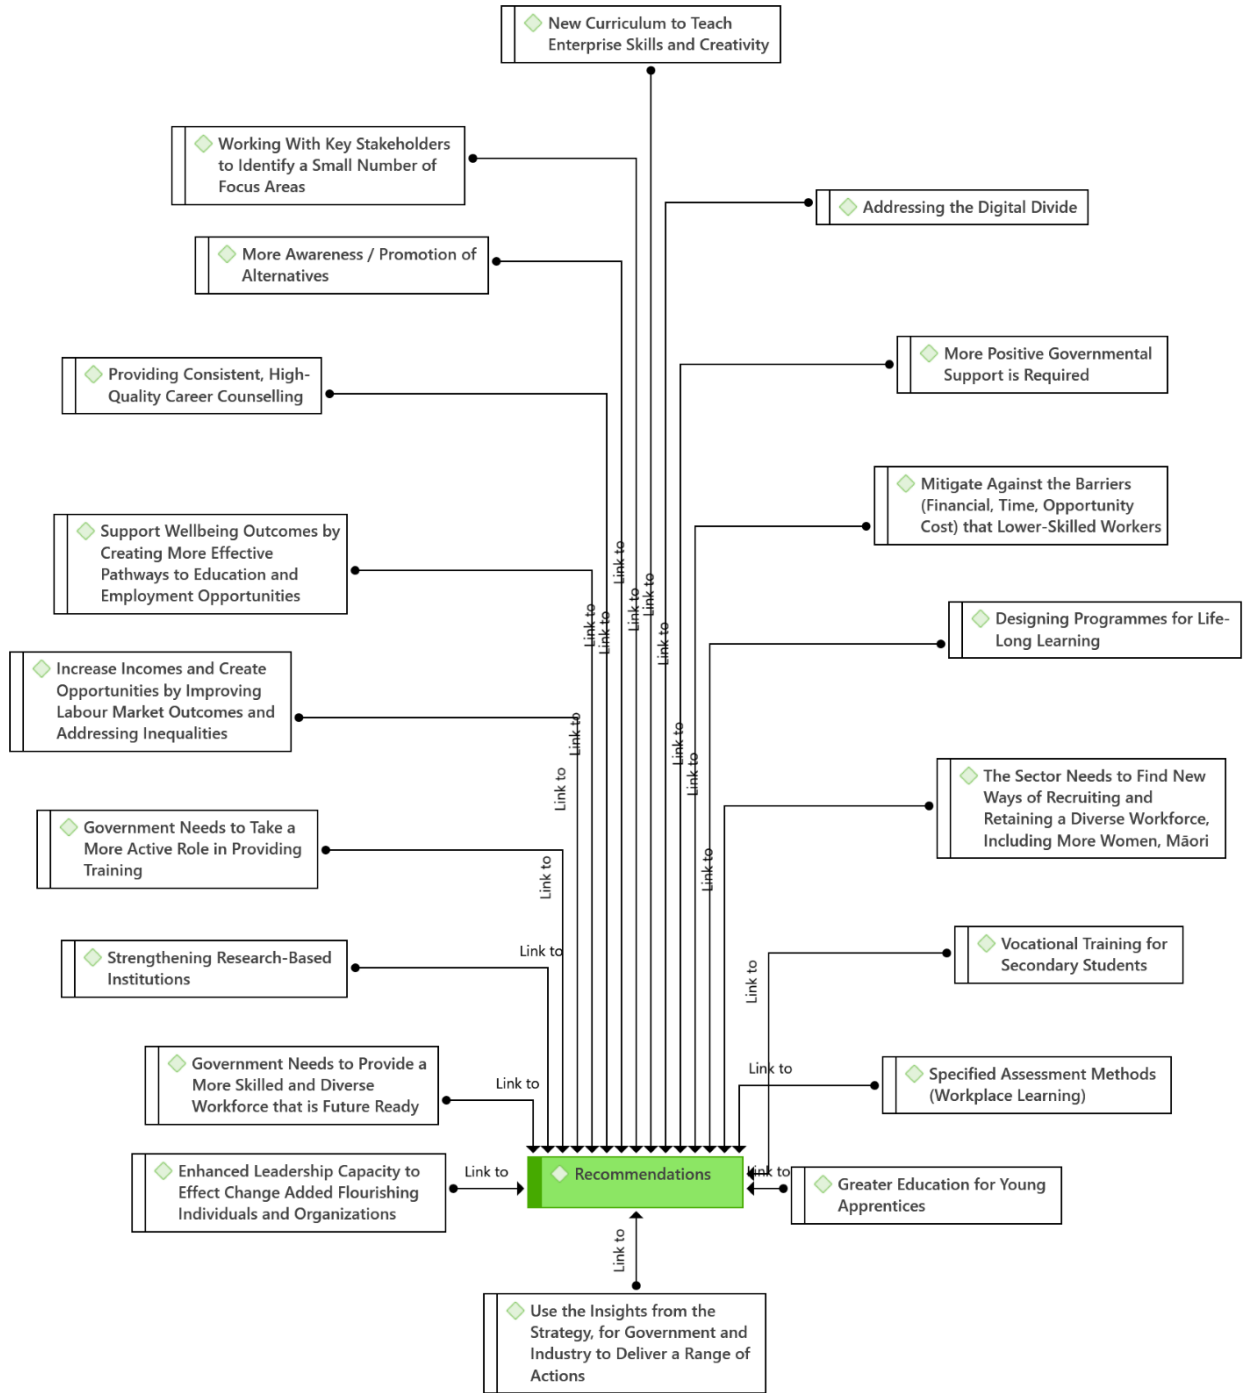 New Curriculum to Teach
Enterprise Skills and Creativity
Working With Key Stakeholders
to Identify a Small Number of
Focus Areas
Addressing the Digital Divide
More Awareness / Promotion of
Alternatives
More Positive Governmental
Support is Required
Providing Consistent, High-
Quality Career Counselling
Mitigate Against the Barriers
(Financial, Time, Opportunity
Cost) that Lower-Skilled Workers
Support Wellbeing Outcomes by
Creating More Effective
Pathways to Education and
Employment Opportunities
Link to
Link to
Link to
Link to
Link to
Link to
Link to
Designing Programmes for Life-
Long Learning
Increase Incomes and Create
Opportunities by Improving
Labour Market Outcomes and
Addressing Inequalities
Link to
Link to
Link to
Link to
Link to
Link to
The Sector Needs to Find New
Ways of Recruiting and
Retaining a Diverse Workforce,
Including More Women, Māori
Government Needs to Take a
More Active Role in Providing
Training
Strengthening Research-Based
Institutions
Link to
Link to
Vocational Training for
Secondary Students
Government Needs to Provide a
More Skilled and Diverse
Workforce that is Future Ready
Link to
Link to
Specified Assessment Methods
(Workplace Learning)
Enhanced Leadership Capacity to
Effect Change Added Flourishing
Individuals and Organizations
Link to
Recommendations
Link to
Greater Education for Young
Apprentices
Link to
Use the Insights from the
Strategy, for Government and
Industry to Deliver a Range of
Actions